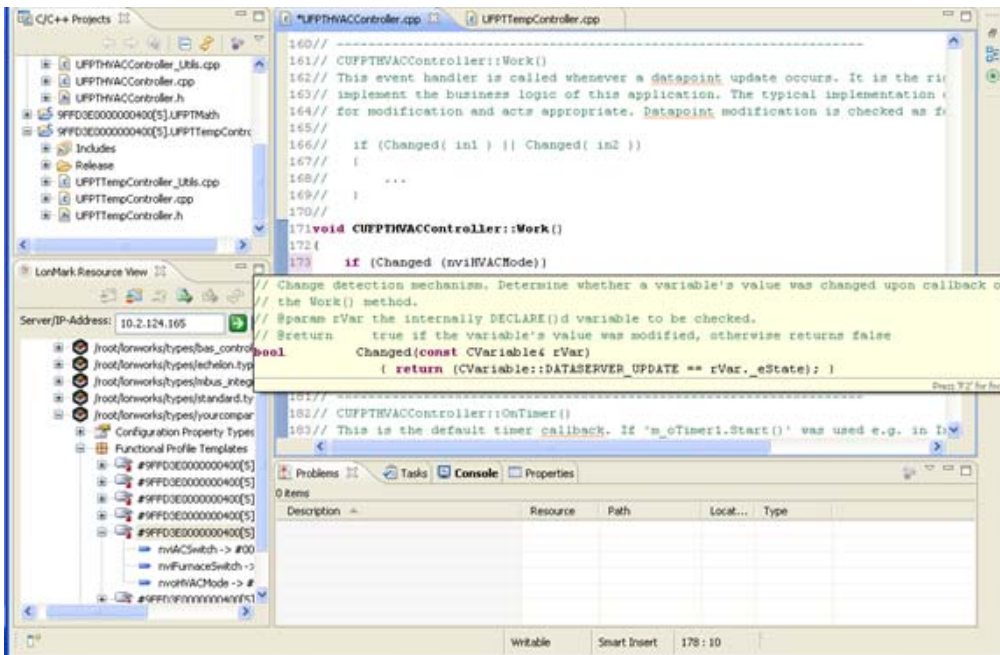 C/C++ Projects
UFPTHVACController_Utils.cpp
UFPTHVACController.cpp
UFPTHVACController.h
9FFD3E0000000400[5].UFPTMath
9FFD3E0000000400[5].UFPTTempContro
Includes
Release
UFPTTempController_Utils.cpp
UFPTTempController.cpp
UFPTTempController.h
LonMark Resource View
Server/IP-Address: 10.2.124.165
/root/lonworks/types/bas_control
/root/lonworks/types/echelon.typ
/root/lonworks/types/mbus_integ
/root/lonworks/types/standard.ty
/root/lonworks/types/yourcompar
Configuration Property Types
Functional Profile Templates
#9FFD3E0000000400[5]
#9FFD3E0000000400[5]
#9FFD3E0000000400[5]
#9FFD3E0000000400[5]
#9FFD3E0000000400[5]
nviACSwitch -> #00
nviFurnaceSwitch ->
nvoHVACMode -> #
#9FFD3E0000000400[5]
*UFPTHVACController.cpp
UFPTTempController.cpp
160// ----------------------------------------------------------------
161// CUFPTHVACController::Work()
162// This event handler is called whenever a datapoint update occurs. It is the
163// implement the business logic of this application. The typical implementation
164// for modification and acts appropriate. Datapoint modification is checked as
165//
166// if (Changed( in1 ) || Changed( in2 ))
167// {
168// ...
169// }
170//
171void CUFPTHVACController::Work()
172{
173 if (Changed (nviHVACMode))
// Change detection mechanism. Determine whether a variable's value was changed upon callback o
// the Work() method.
// @param rVar the internally DECLARE()d variable to be checked.
// @return true if the variable's value was modified, otherwise returns false
bool Changed(const CVariable& rVar)
{ return (CVariable::DATASERVER_UPDATE == rVar._eState); }
Press 'F2' for
181// ----------------------------------------------------------------
182// CUFPTHVACController::OnTimer()
183// This is the default timer callback. If 'm_oTimer1.Start()' was used e.g. in
Problems
Tasks
Console
Properties
0 items
Description Resource Path Locat... Type
Writable Smart Insert 178 : 10